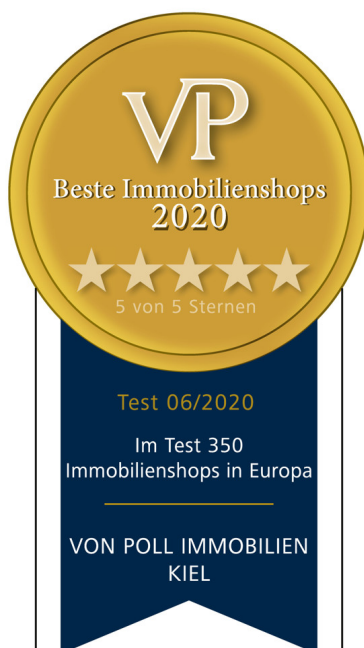 VP
Beste Immobilienshops
2020
5 von 5 Sternen
Test 06/2020
Im Test 350
Immobilienshops in Europa
VON POLL IMMOBILIEN
KIEL